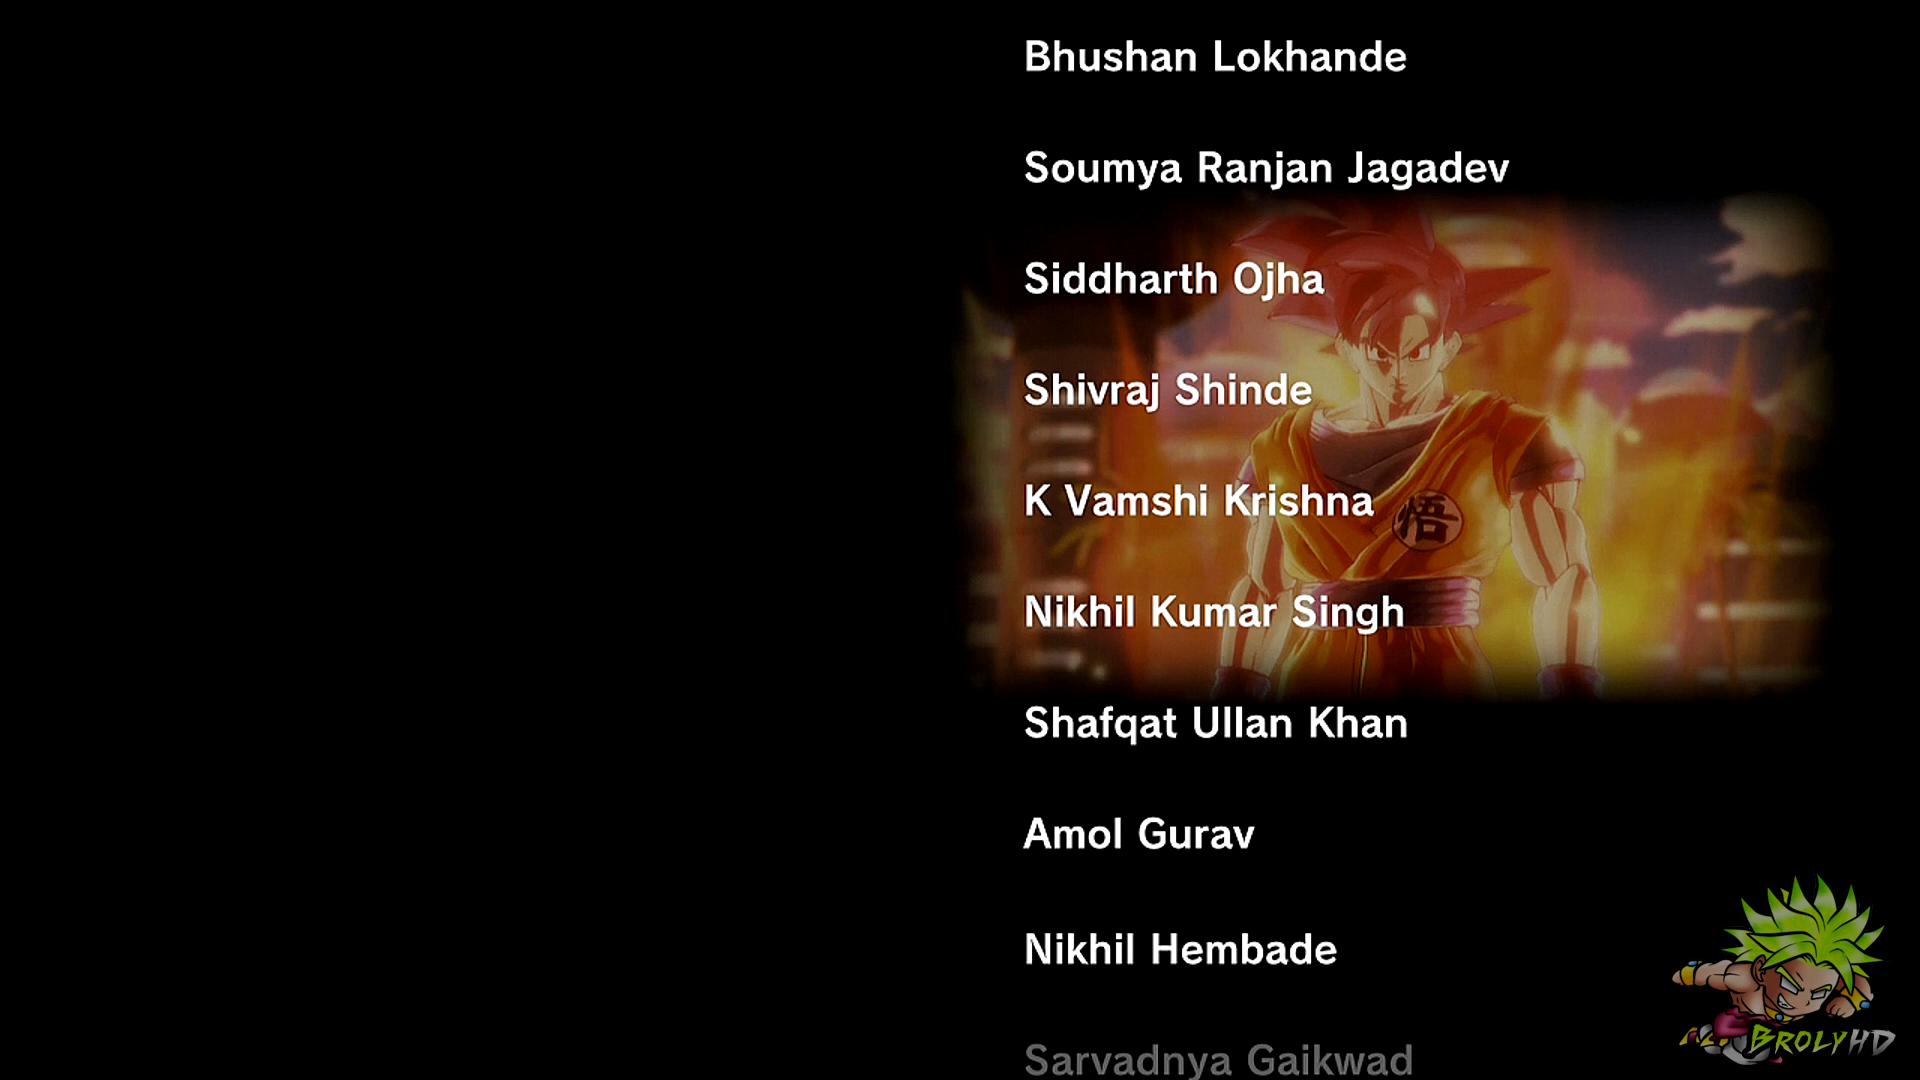 Bhushan Lokhande
Soumya Ranjan Jagadev
Siddharth Ojha
Shivraj Shinde
K Vamshi Krishna
悟
Nikhil Kumar Singh
Shafqat Ullan Khan
Amol Gurav
Nikhil Hembade
BROLYHD
Sarvadnya Gaikwad